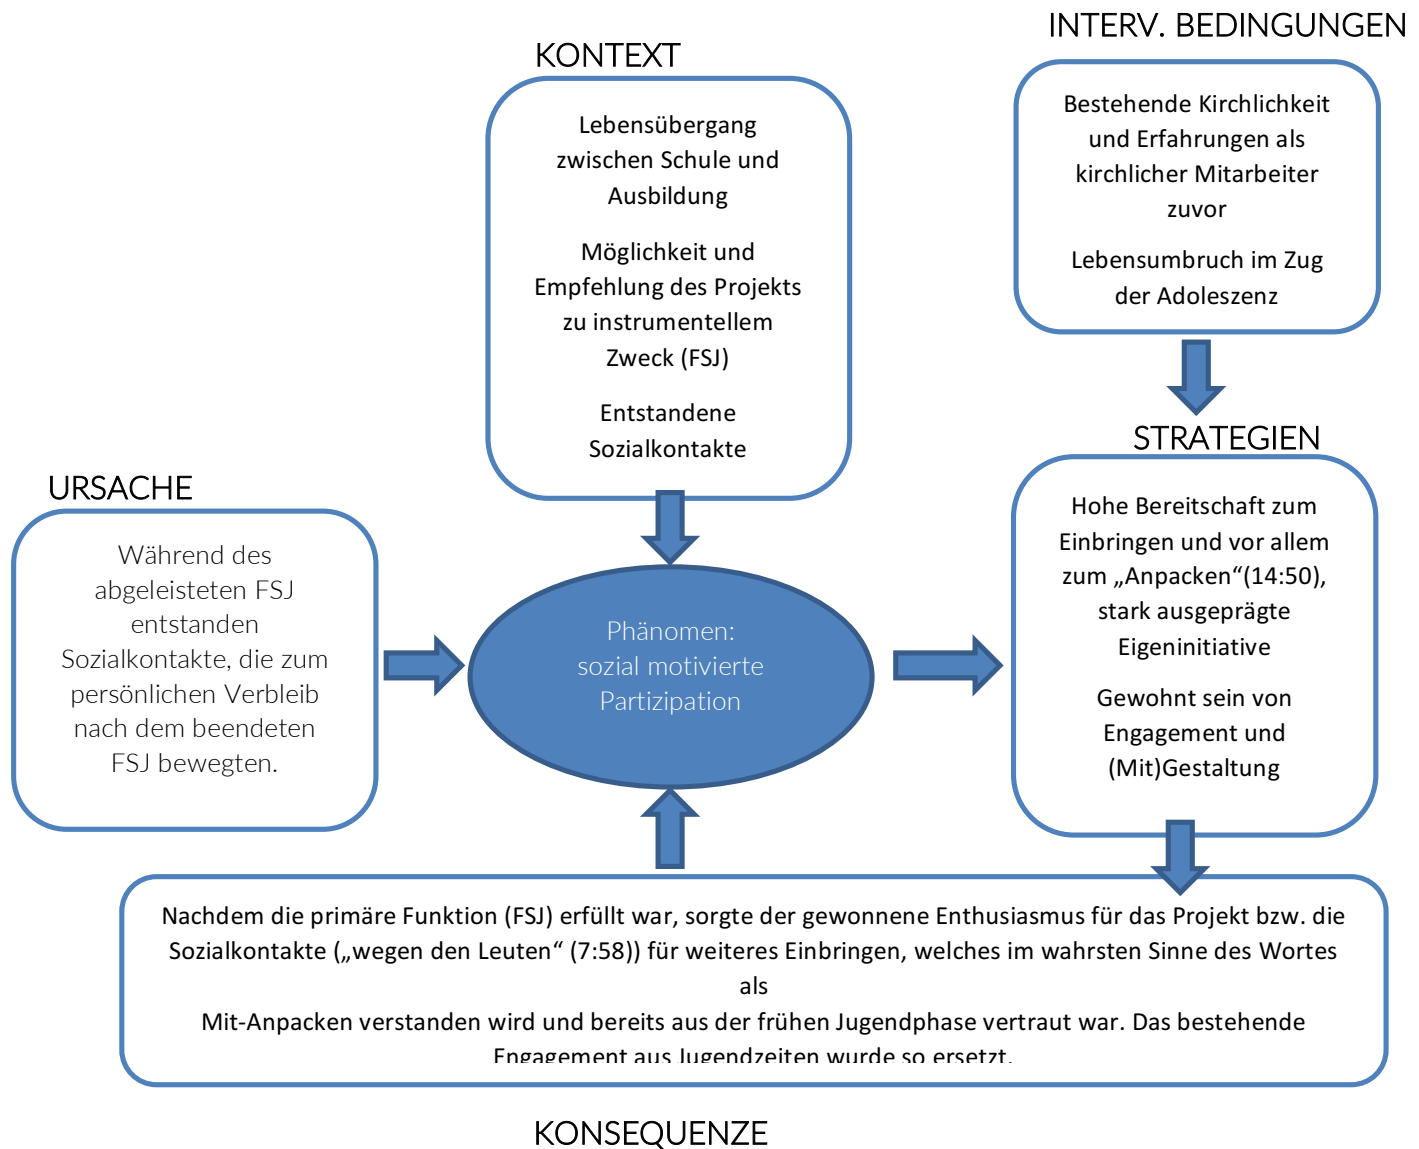 INTERV. BEDINGUNGEN
KONTEXT
Bestehende Kirchlichkeit
und Erfahrungen als
kirchlicher Mitarbeiter
zuvor
Lebensumbruch im Zug
der Adoleszenz
Lebensübergang
zwischen Schule und
Ausbildung
Möglichkeit und
Empfehlung des Projekts
zu instrumentellem
Zweck (FSJ)
Entstandene
Sozialkontakte
STRATEGIEN
Hohe Bereitschaft zum
Einbringen und vor allem
zum „Anpacken“(14:50),
stark ausgeprägte
Eigeninitiative
Gewohnt sein von
Engagement und
(Mit)Gestaltung
URSACHE
Während des
abgeleisteten FSJ
entstanden
Sozialkontakte, die zum
persönlichen Verbleib
nach dem beendeten
FSJ bewegten.
Phänomen:
sozial motivierte
Partizipation
Nachdem die primäre Funktion (FSJ) erfüllt war, sorgte der gewonnene Enthusiasmus für das Projekt bzw. die
Sozialkontakte („wegen den Leuten“ (7:58)) für weiteres Einbringen, welches im wahrsten Sinne des Wortes
als
Mit-Anpacken verstanden wird und bereits aus der frühen Jugendphase vertraut war. Das bestehende
Engagement aus Jugendzeiten wurde so ersetzt.
KONSEQUENZE